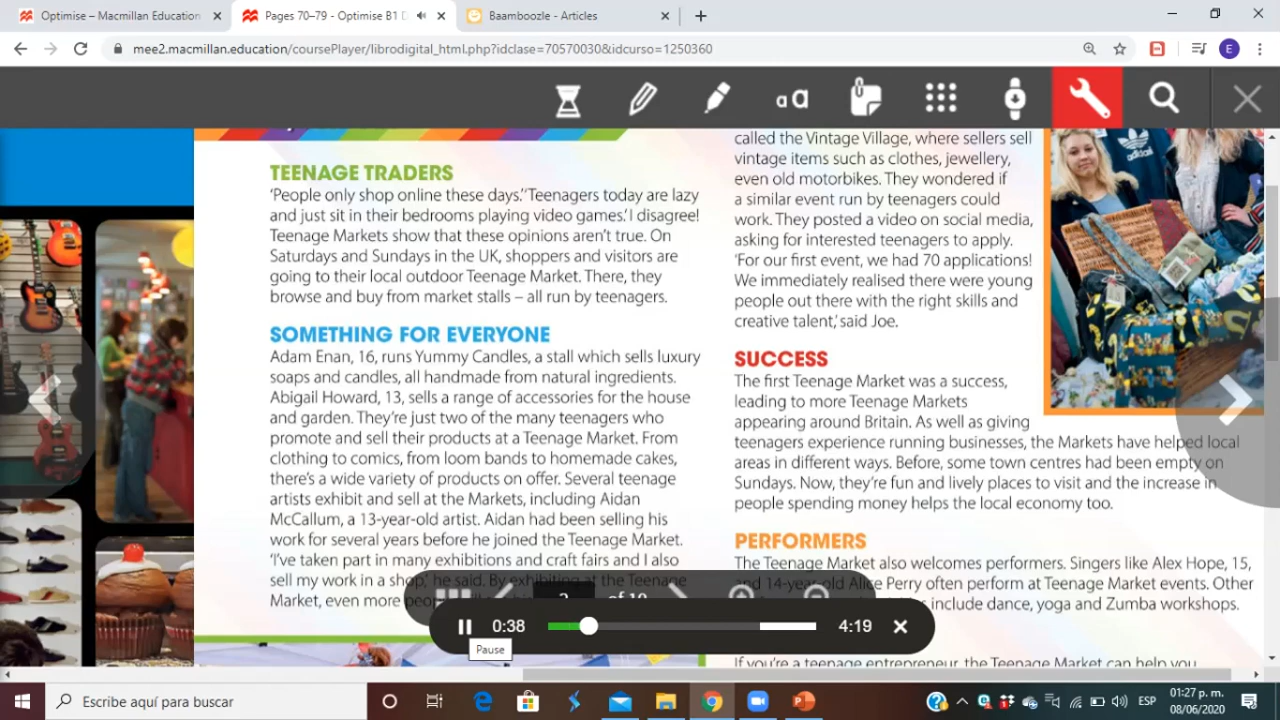 Optimise – Macmillan Education
Pages 70–79 - Optimise B1 D
Baamboozle - Articles
mee2.macmillan.education/coursePlayer/librodigital_html.php?idclase=70570030&idcurso=1250360
E
a a
TEENAGE TRADERS
‘People only shop online these days.’ ‘Teenagers today are lazy
and just sit in their bedrooms playing video games.’ I disagree!
Teenage Markets show that these opinions aren’t true. On
Saturdays and Sundays in the UK, shoppers and visitors are
going to their local outdoor Teenage Market. There, they
browse and buy from market stalls – all run by teenagers.
SOMETHING FOR EVERYONE
Adam Enan, 16, runs Yummy Candles, a stall which sells luxury
soaps and candles, all handmade from natural ingredients.
Abigail Howard, 13, sells a range of accessories for the house
and garden. They’re just two of the many teenagers who
promote and sell their products at a Teenage Market. From
clothing to comics, from loom bands to homemade cakes,
there’s a wide variety of products on offer. Several teenage
artists exhibit and sell at the Markets, including Aidan
McCallum, a 13-year-old artist. Aidan had been selling his
work for several years before he joined the Teenage Market.
‘I’ve taken part in many exhibitions and craft fairs and I also
sell my work in a shop,’ he said. By exhibiting at the Teenage
Market, even more
called the Vintage Village, where sellers sell
vintage items such as clothes, jewellery,
even old motorbikes. They wondered if
a similar event run by teenagers could
work. They posted a video on social media,
asking for interested teenagers to apply.
‘For our first event, we had 70 applications!
We immediately realised there were young
people out there with the right skills and
creative talent,’ said Joe.
adidas
SUCCESS
The first Teenage Market was a success,
leading to more Teenage Markets
appearing around Britain. As well as giving
teenagers experience running businesses, the Markets have helped local
areas in different ways. Before, some town centres had been empty on
Sundays. Now, they’re fun and lively places to visit and the increase in
people spending money helps the local economy too.
PERFORMERS
The Teenage Market also welcomes performers. Singers like Alex Hope, 15,
and 14-year-old Alice Perry often perform at Teenage Market events. Other
include dance, yoga and Zumba workshops.
If you’re a teenage entrepreneur, the Teenage Market can help you
of 10
0:38
4:19
Pause
Escribe aquí para buscar
ESP
01:27 p. m.
08/06/2020